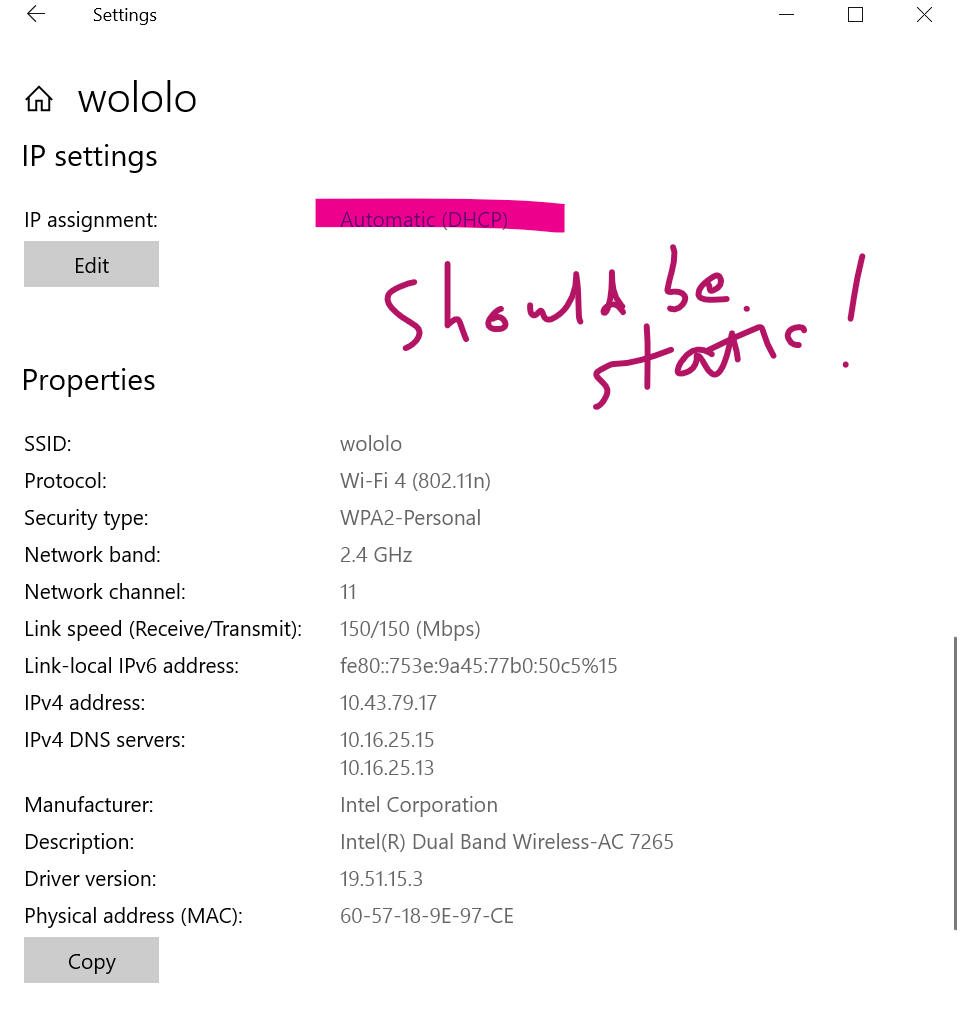 Settings
wololo
IP settings
IP assignment: Automatic (DHCP)
Edit
Should be
static !
Properties
SSID: wololo
Protocol: Wi-Fi 4 (802.11n)
Security type: WPA2-Personal
Network band: 2.4 GHz
Network channel: 11
Link speed (Receive/Transmit): 150/150 (Mbps)
Link-local IPv6 address: fe80::753e:9a45:77b0:50c5%15
IPv4 address: 10.43.79.17
IPv4 DNS servers: 10.16.25.15
10.16.25.13
Manufacturer: Intel Corporation
Description: Intel(R) Dual Band Wireless-AC 7265
Driver version: 19.51.15.3
Physical address (MAC): 60-57-18-9E-97-CE
Copy